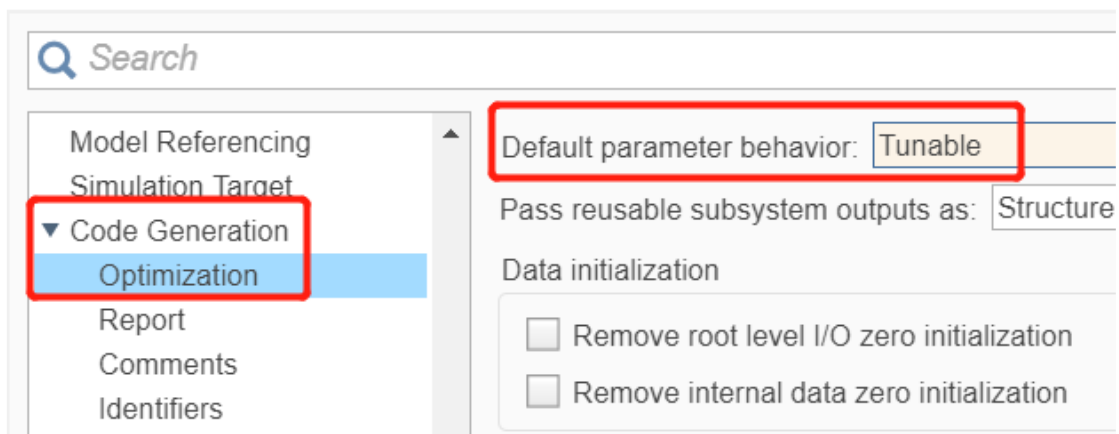 Search
Model Referencing
Simulation Target
Code Generation
Optimization
Report
Comments
Identifiers
Default parameter behavior: Tunable
Pass reusable subsystem outputs as: Structure
Data initialization
Remove root level I/O zero initialization
Remove internal data zero initialization